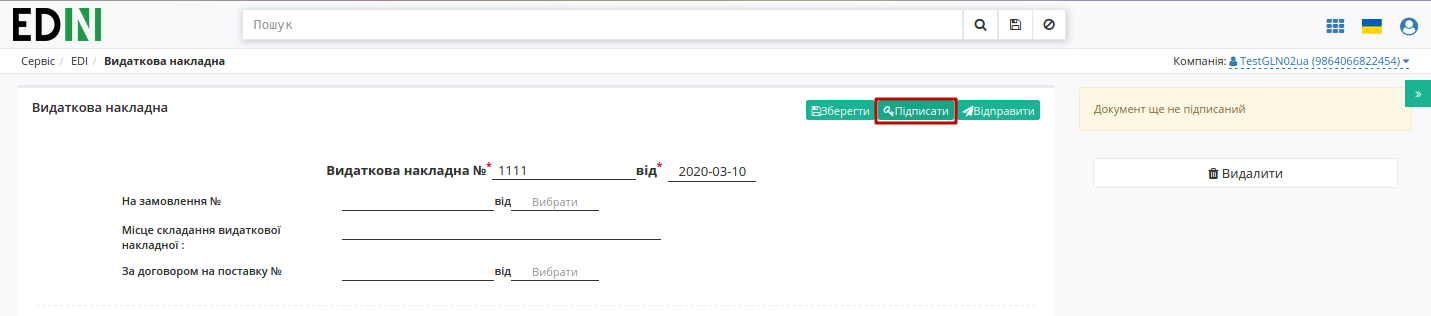 EDIN
Пошук
Сервіс / EDI / Видаткова накладна
Компанія: TestGLN02ua (9864066822454)
Видаткова накладна
Зберегти Підписати Відправити
»
Документ ще не підписаний
Видалити
Видаткова накладна №* 1111 від* 2020-03-10
На замовлення № від Вибрати
Місце складання видаткової
накладної :
За договором на поставку № від Вибрати